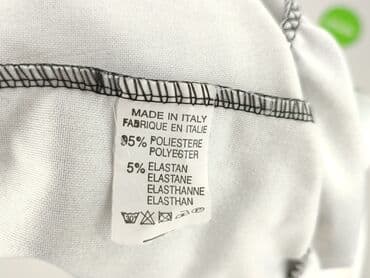 MADE IN ITALY
FABRIQUE EN ITALIE
95% POLIESTERE
POLYESTER
5% ELASTAN
ELASTANE
ELASTHANNE
ELASTHAN